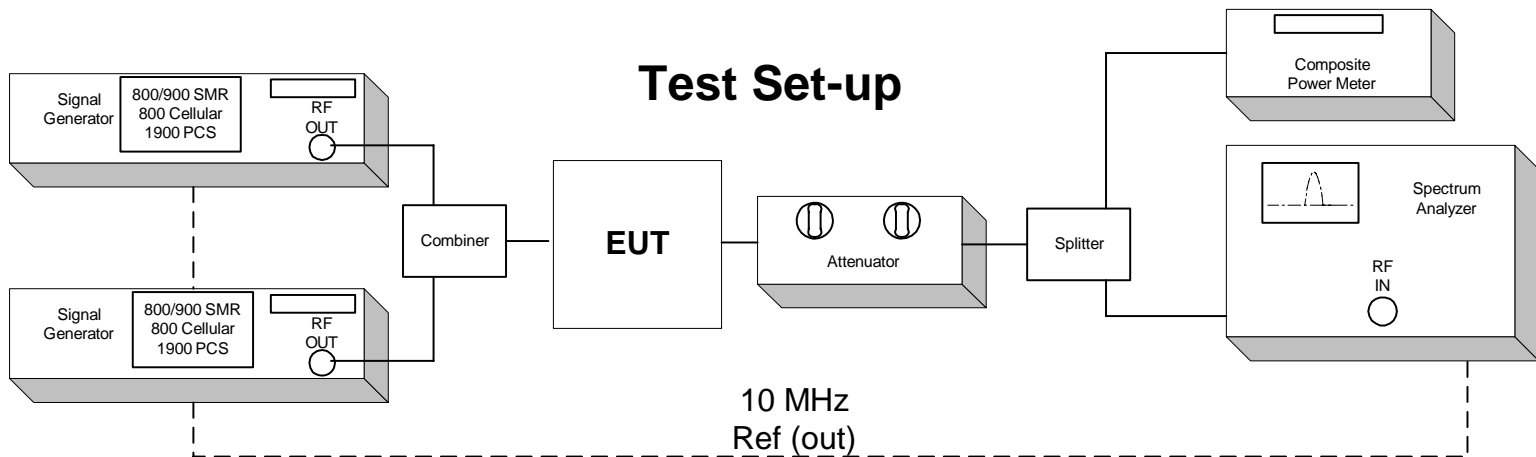 Test Set-up
Signal
Generator
800/900 SMR
800 Cellular
1900 PCS
RF
OUT
Signal
Generator
800/900 SMR
800 Cellular
1900 PCS
RF
OUT
Combiner
EUT
Attenuator
Splitter
Composite
Power Meter
Spectrum
Analyzer
RF
IN
10 MHz
Ref (out)